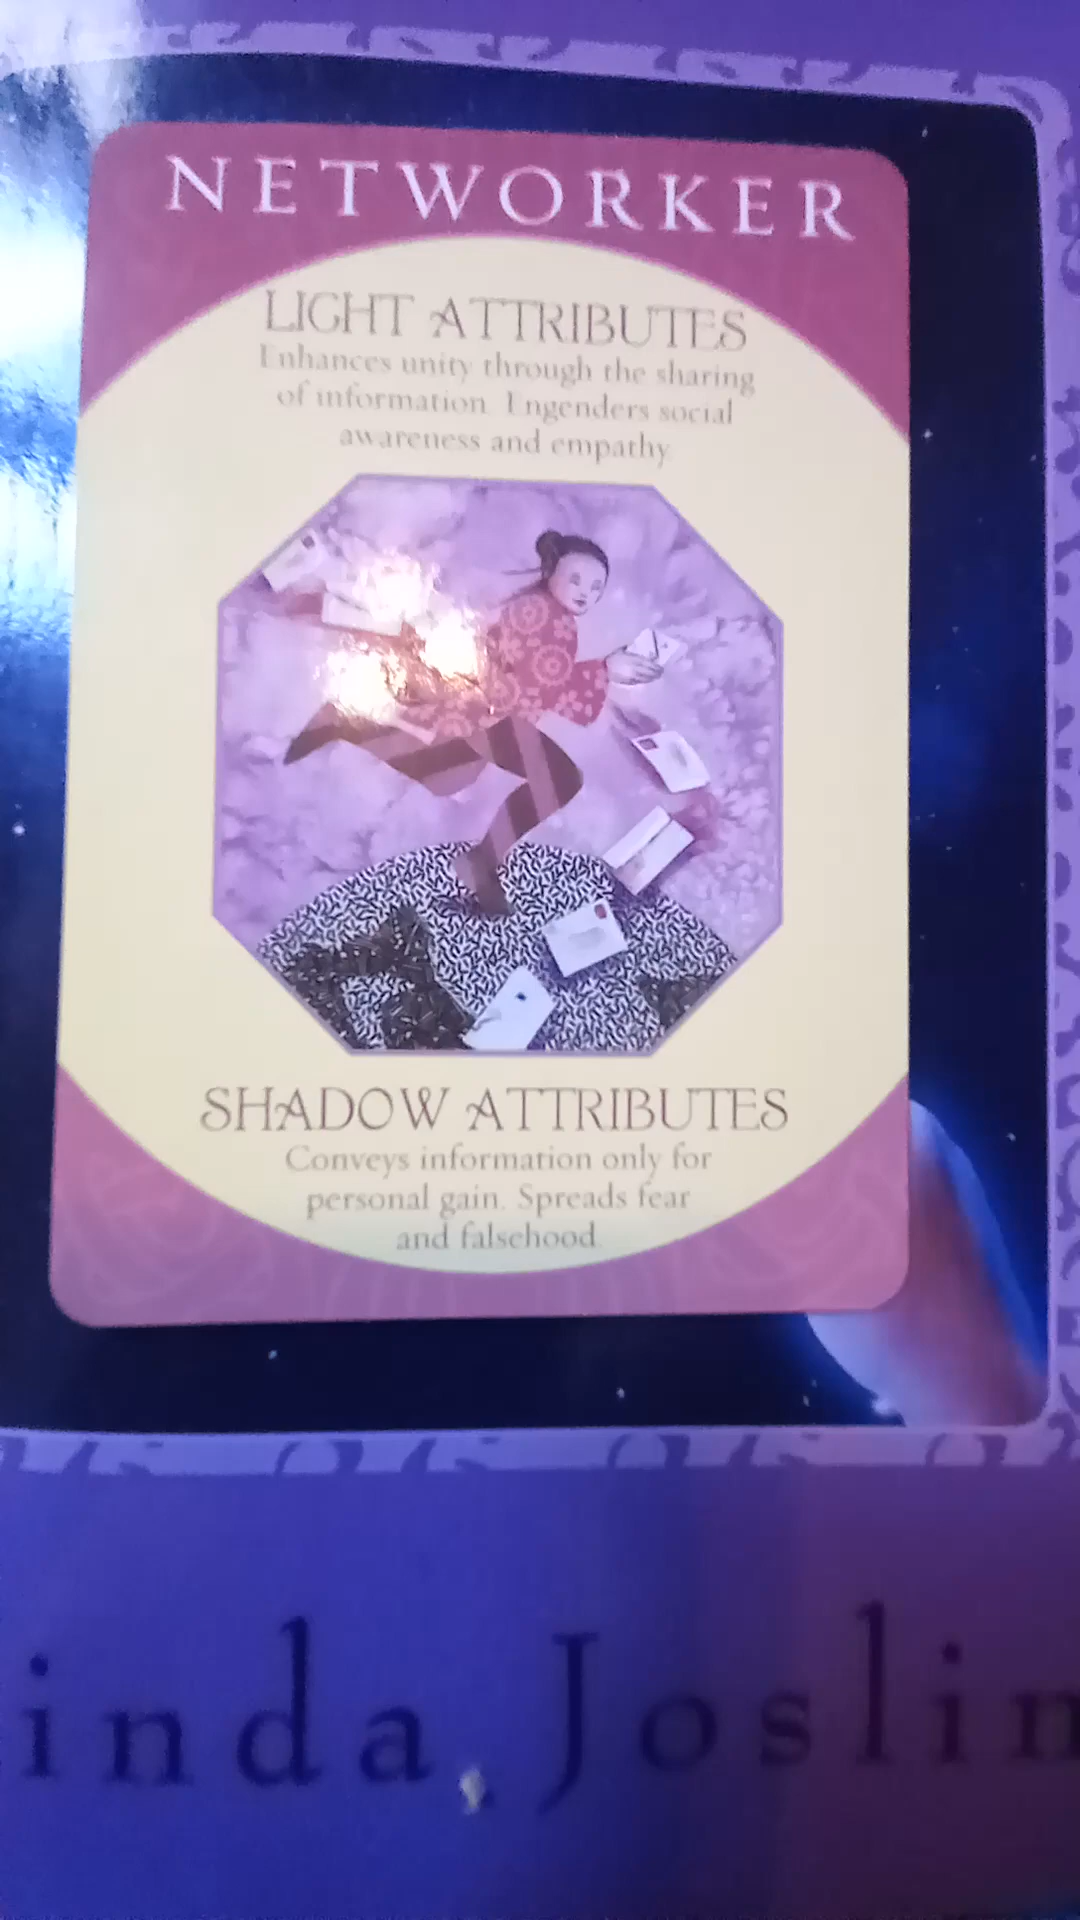 NETWORKER
LIGHT ATTRIBUTES
Enhances unity through the sharing
of information. Engenders social
awareness and empathy.
SHADOW ATTRIBUTES
Conveys information only for
personal gain. Spreads fear
and falsehood.
inda Joslin